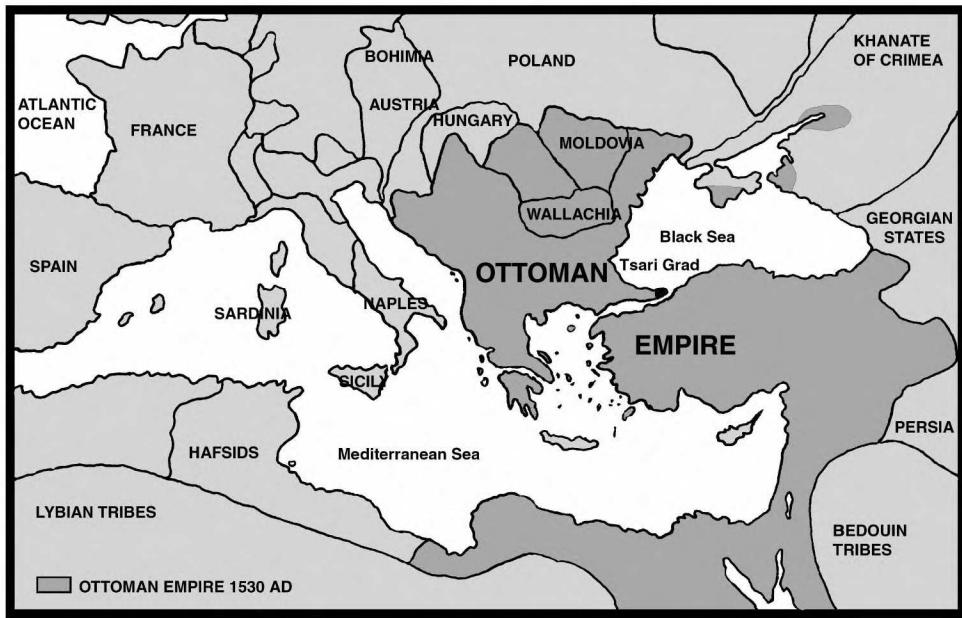 KHANATE
OF CRIMEA
BOHIMIA
POLAND
ATLANTIC
OCEAN
AUSTRIA
HUNGARY
FRANCE
MOLDOVIA
WALLACHIA
GEORGIAN
STATES
Black Sea
SPAIN
OTTOMAN
Tsari Grad
SARDINIA
NAPLES
EMPIRE
SICILY
PERSIA
HAFSIDS
Mediterranean Sea
LYBIAN TRIBES
BEDOUIN
TRIBES
OTTOMAN EMPIRE 1530 AD